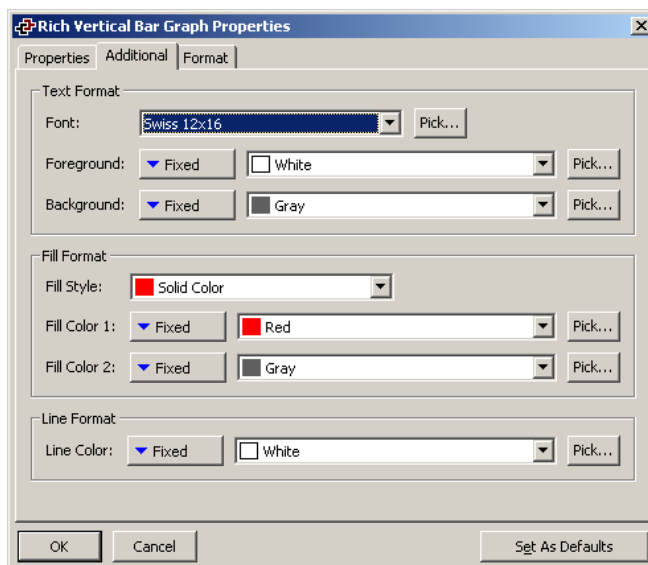 Rich Vertical Bar Graph Properties
Properties Additional Format
Text Format
Font: Swiss 12x16 Pick...
Foreground: Fixed White Pick...
Background: Fixed Gray Pick...
Fill Format
Fill Style: Solid Color
Fill Color 1: Fixed Red Pick...
Fill Color 2: Fixed Gray Pick...
Line Format
Line Color: Fixed White Pick...
OK Cancel Set As Defaults